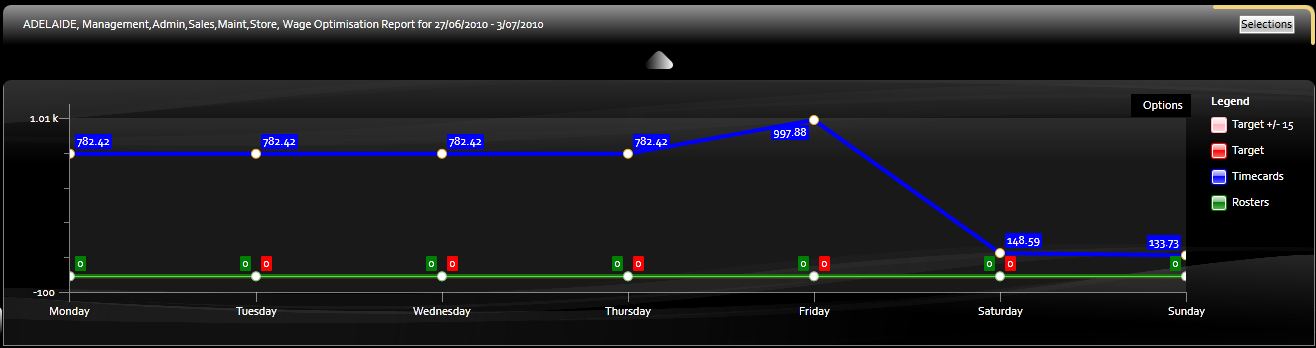 ADELAIDE, Management,Admin,Sales,Maint,Store, Wage Optimisation Report for 27/06/2010 - 3/07/2010
Selections
Options
Legend
Target +/- 15
Target
Timecards
Rosters
1.01 k
782.42 782.42 782.42 782.42 997.88 148.59 133.73
0 0 0 0 0 0 0 0 0 0 0 0
-100
Monday Tuesday Wednesday Thursday Friday Saturday Sunday